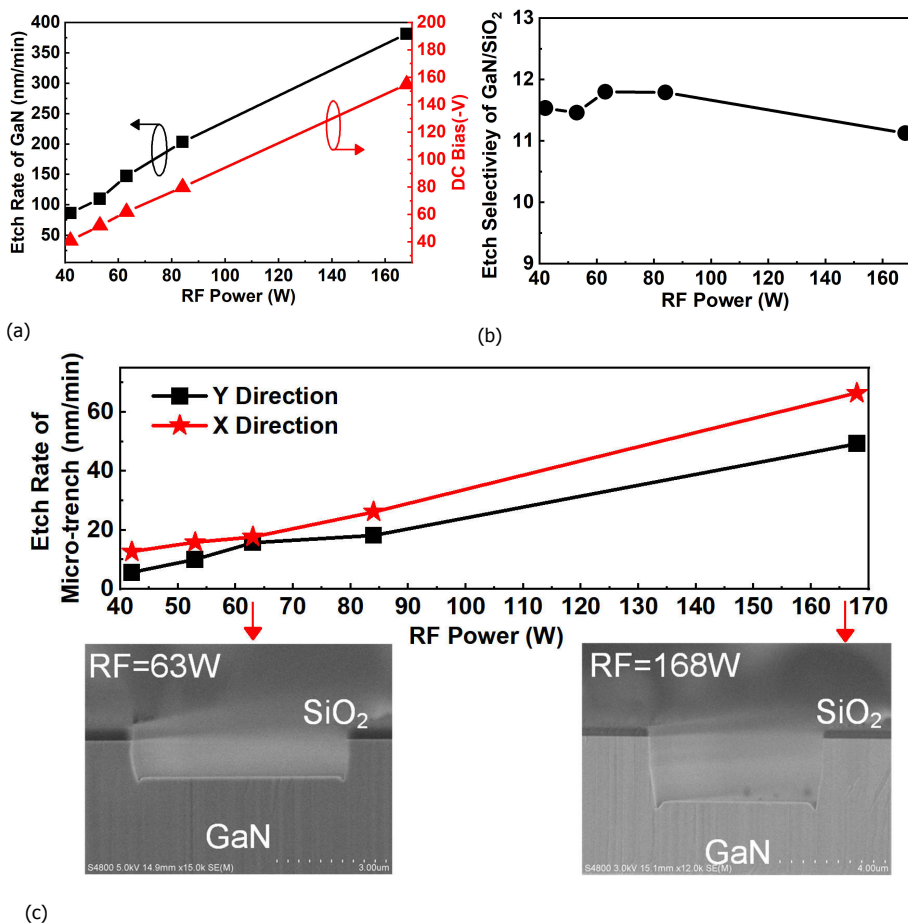 400
350
300
250
200
150
100
50
Etch Rate of GaN (nm/min)
200
180
160
140
120
100
80
60
40
DC Bias(-V)
40 60 80 100 120 140 160
RF Power (W)
(a)
13
12
11
10
9
Etch Selectiviey of GaN/SiO2
40 60 80 100 120 140 160
RF Power (W)
(b)
Y Direction
X Direction
60
40
20
0
Etch Rate of
Micro-trench (nm/min)
40 50 60 70 80 90 100 110 120 130 140 150 160 170
RF Power (W)
RF=63W
SiO2
GaN
S4800 5.0kV 14.9mm x15.0k SE(M) 3.00um
RF=168W
SiO2
GaN
S4800 3.0kV 15.1mm x12.0k SE(M) 4.00um
(c)